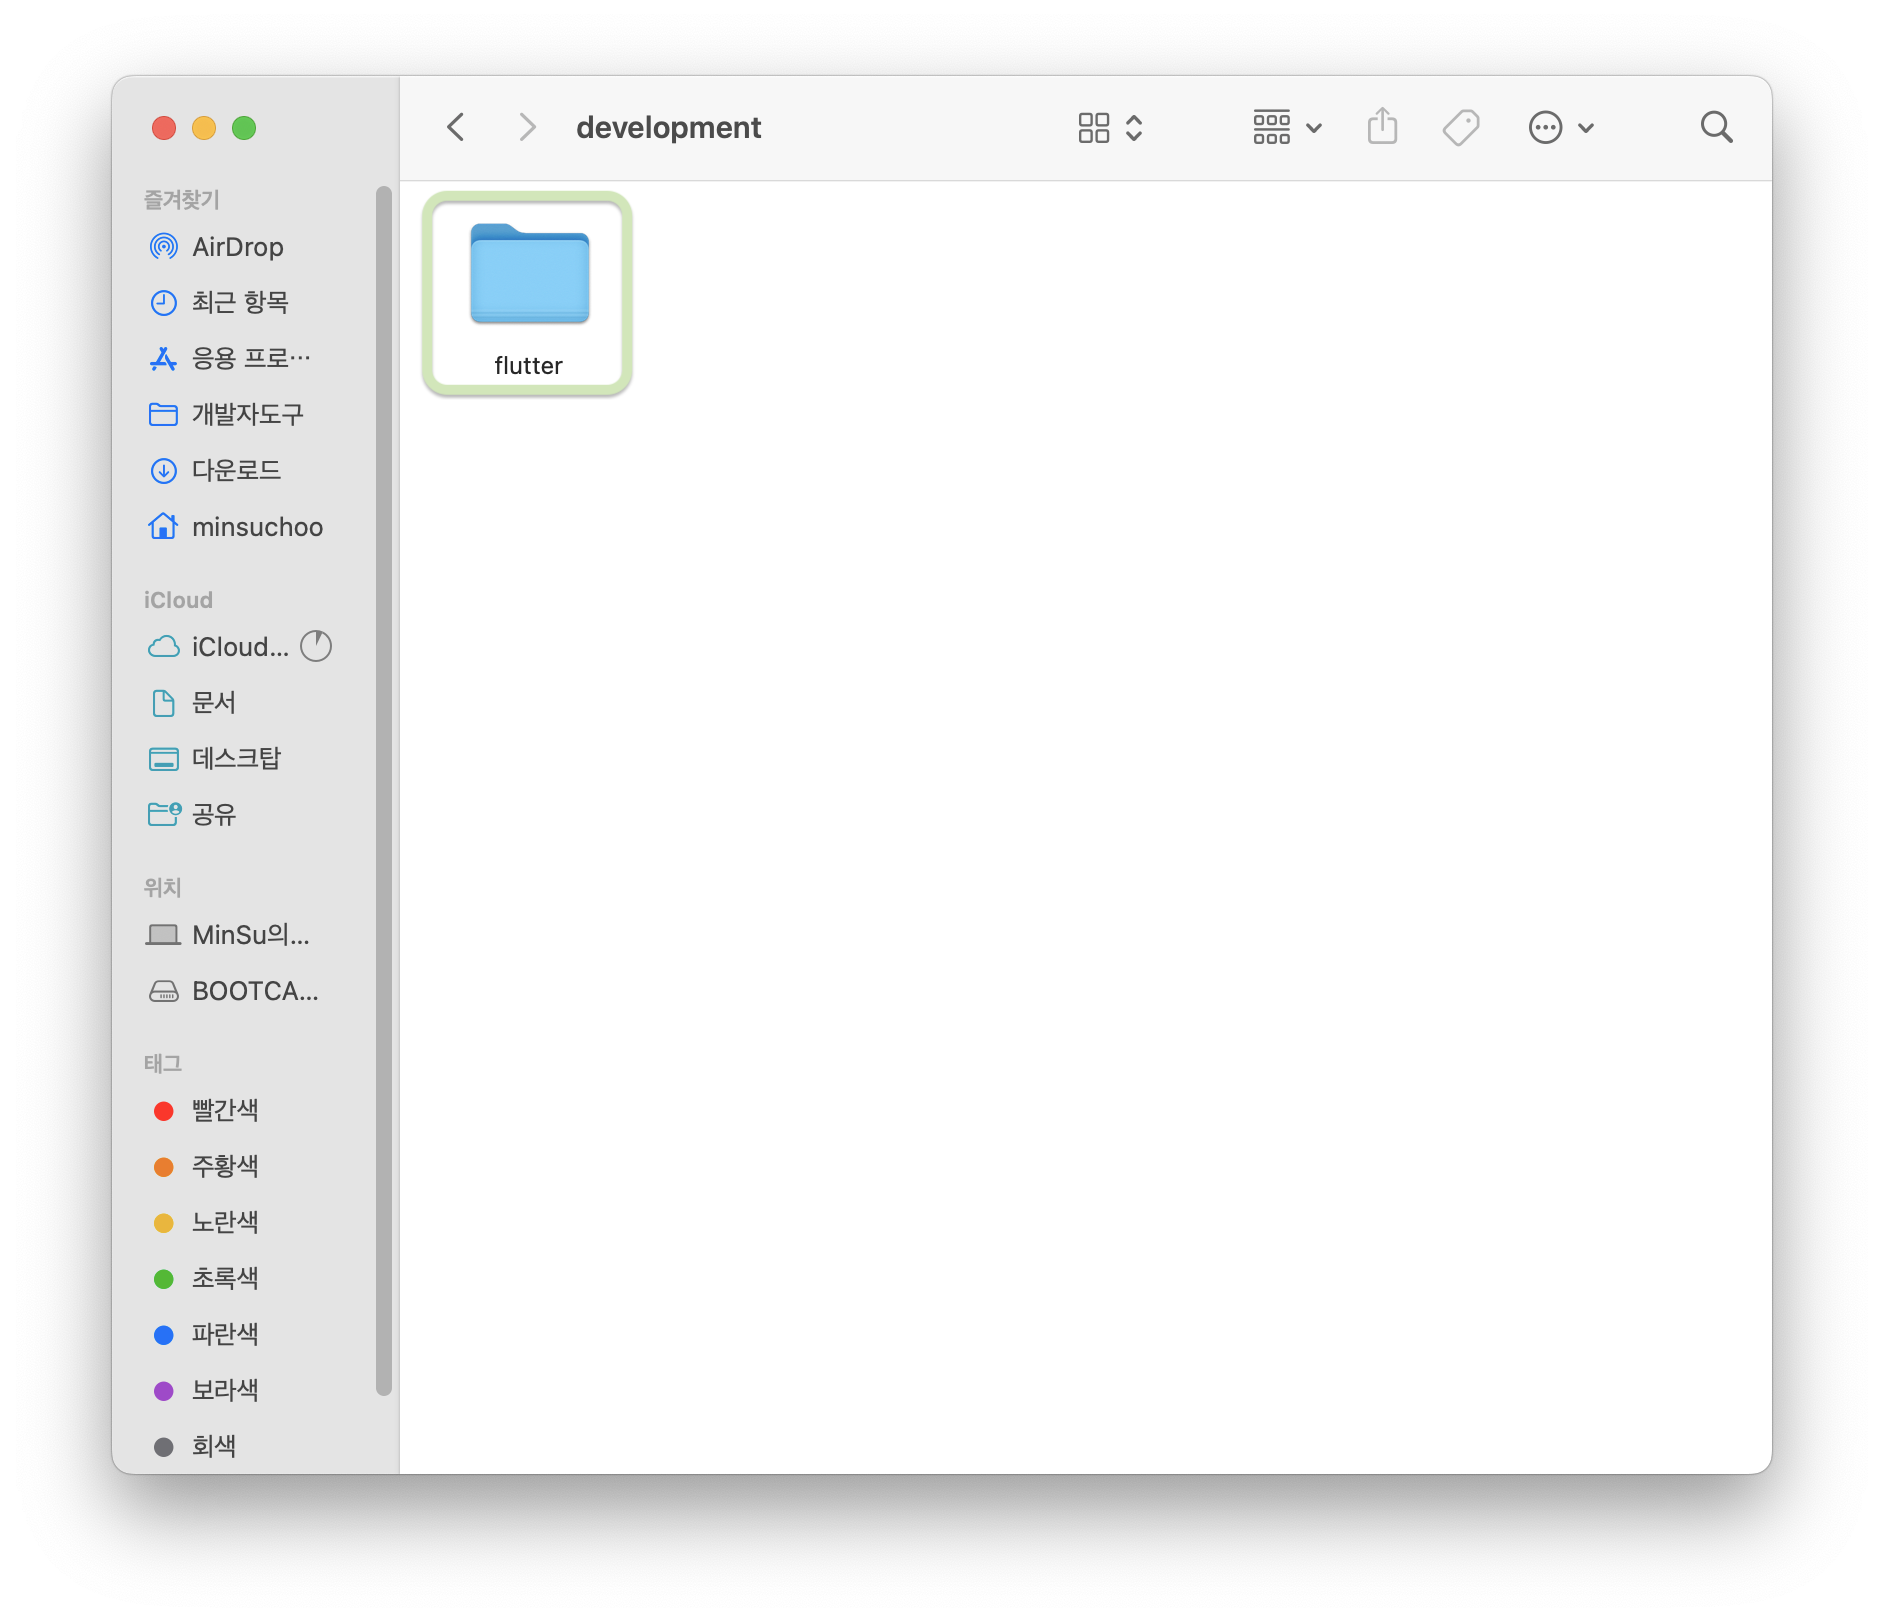 development
즐겨찾기
AirDrop
최근 항목
응용 프로…
개발자도구
다운로드
minsuchoo
iCloud
iCloud...
문서
데스크탑
공유
위치
MinSu의...
BOOTCA...
태그
빨간색
주황색
노란색
초록색
파란색
보라색
회색
flutter